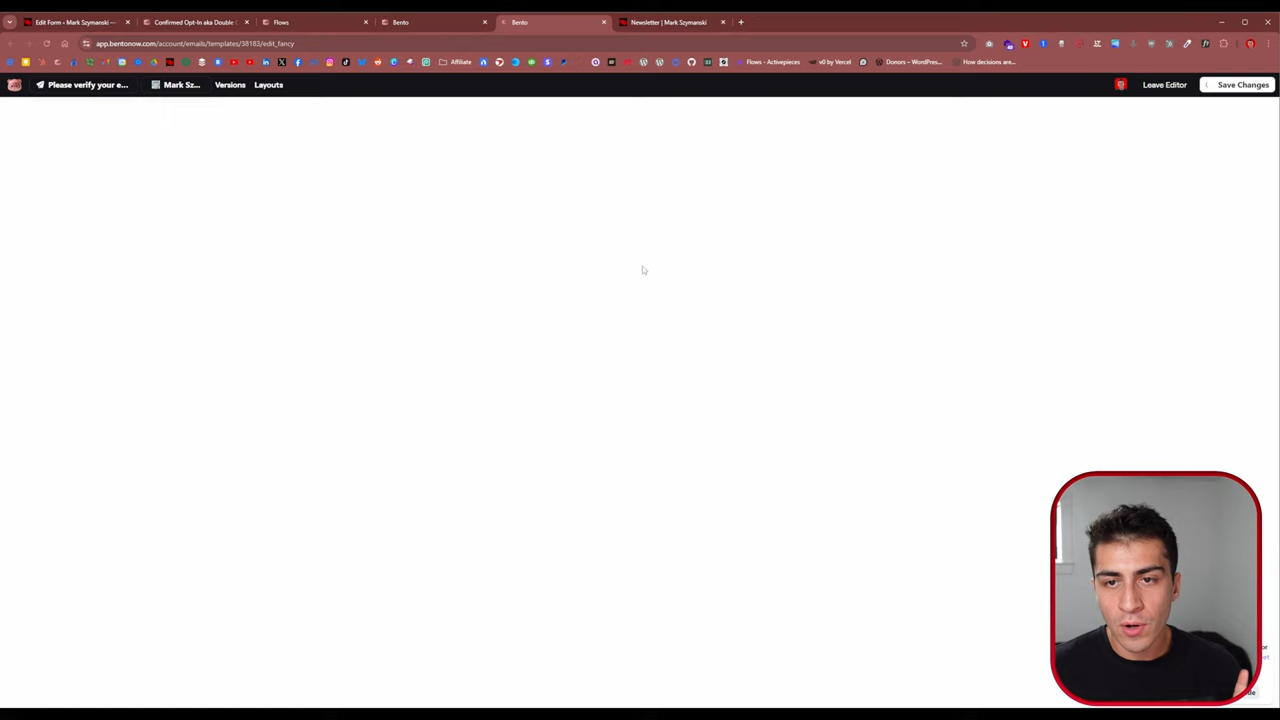 Edit Form ‹ Mark Szymanski —
Confirmed Opt-In aka Double
Flows
Bento
Bento
Newsletter | Mark Szymanski
app.bentonow.com/account/emails/templates/38183/edit_fancy
Affiliate
Flows - Activepieces
v0 by Vercel
Donors – WordPres...
How decisions are...
Please verify your e...
Mark Sz...
Versions
Layouts
Leave Editor
Save Changes